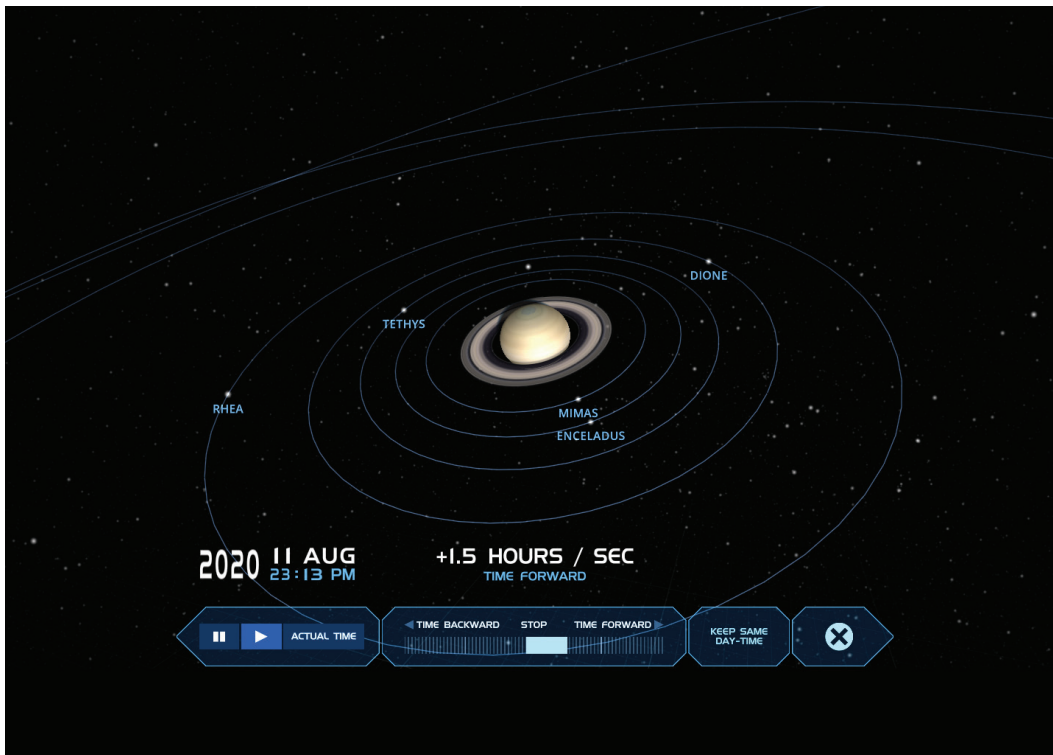 DIONE
TETHYS
RHEA
MIMAS
ENCELADUS
2020 11 AUG
23:13 PM
+1.5 HOURS / SEC
TIME FORWARD
ACTUAL TIME
TIME BACKWARD STOP TIME FORWARD
KEEP SAME
DAY-TIME